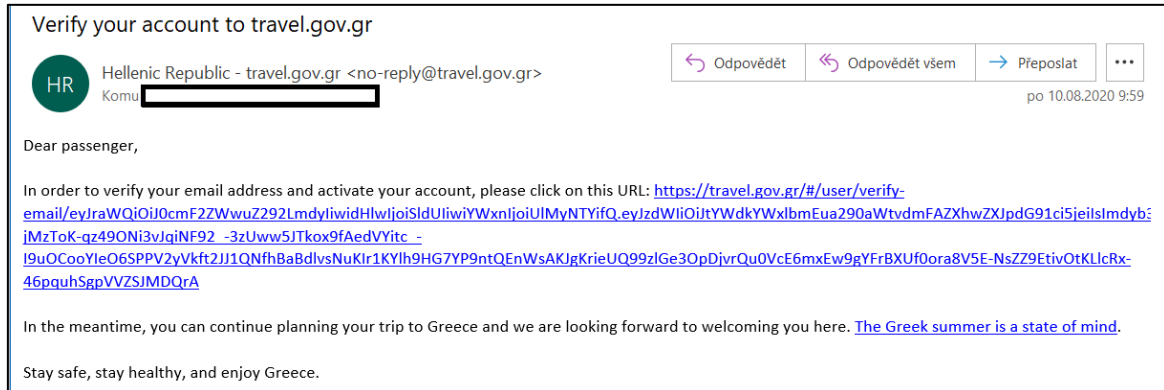 Verify your account to travel.gov.gr
HR
Hellenic Republic - travel.gov.gr <no-reply@travel.gov.gr>
Komu
Odpovědět
Odpovědět všem
Přeposlat
po 10.08.2020 9:59
Dear passenger,
In order to verify your email address and activate your account, please click on this URL: https://travel.gov.gr/#/user/verify-
email/eyJraWQiOiJ0cmF2ZWwuZ292LmdyIiwidHlwIjoiSldUIiwiYWxnIjoiUlMyNTYifQ.eyJzdWIiOiJtYWdkYWxlbmEua290aWtvdmFAZXhwZXJpdG91ci5jeiIsImdyb3
jMzToK-qz49ONi3vJqiNF92_-3zUww5JTkox9fAedVYitc_-
I9uOCooYIeO6SPPV2yVkft2JJ1QNfhBaBdlvsNuKIr1KYlh9HG7YP9ntQEnWsAKJgKrieUQ99zlGe3OpDjvrQu0VcE6mxEw9gYFrBXUf0ora8V5E-NsZZ9EtivOtKLlcRx-
46pquhSgpVVZSJMDQrA
In the meantime, you can continue planning your trip to Greece and we are looking forward to welcoming you here. The Greek summer is a state of mind.
Stay safe, stay healthy, and enjoy Greece.